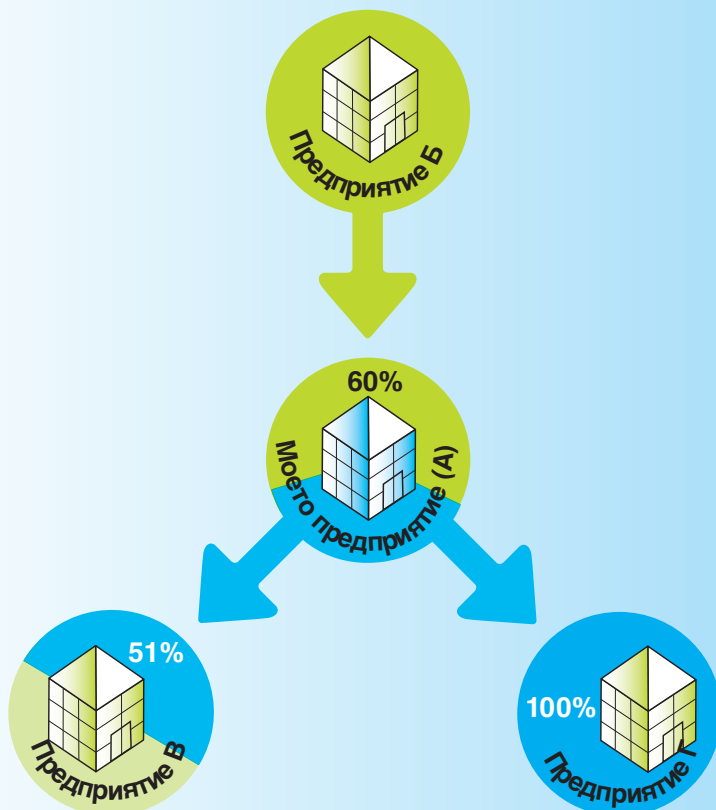 Предприятие Б
60%
Моето предприятие (А)
51%
Предприятие В
100%
Предприятие Г